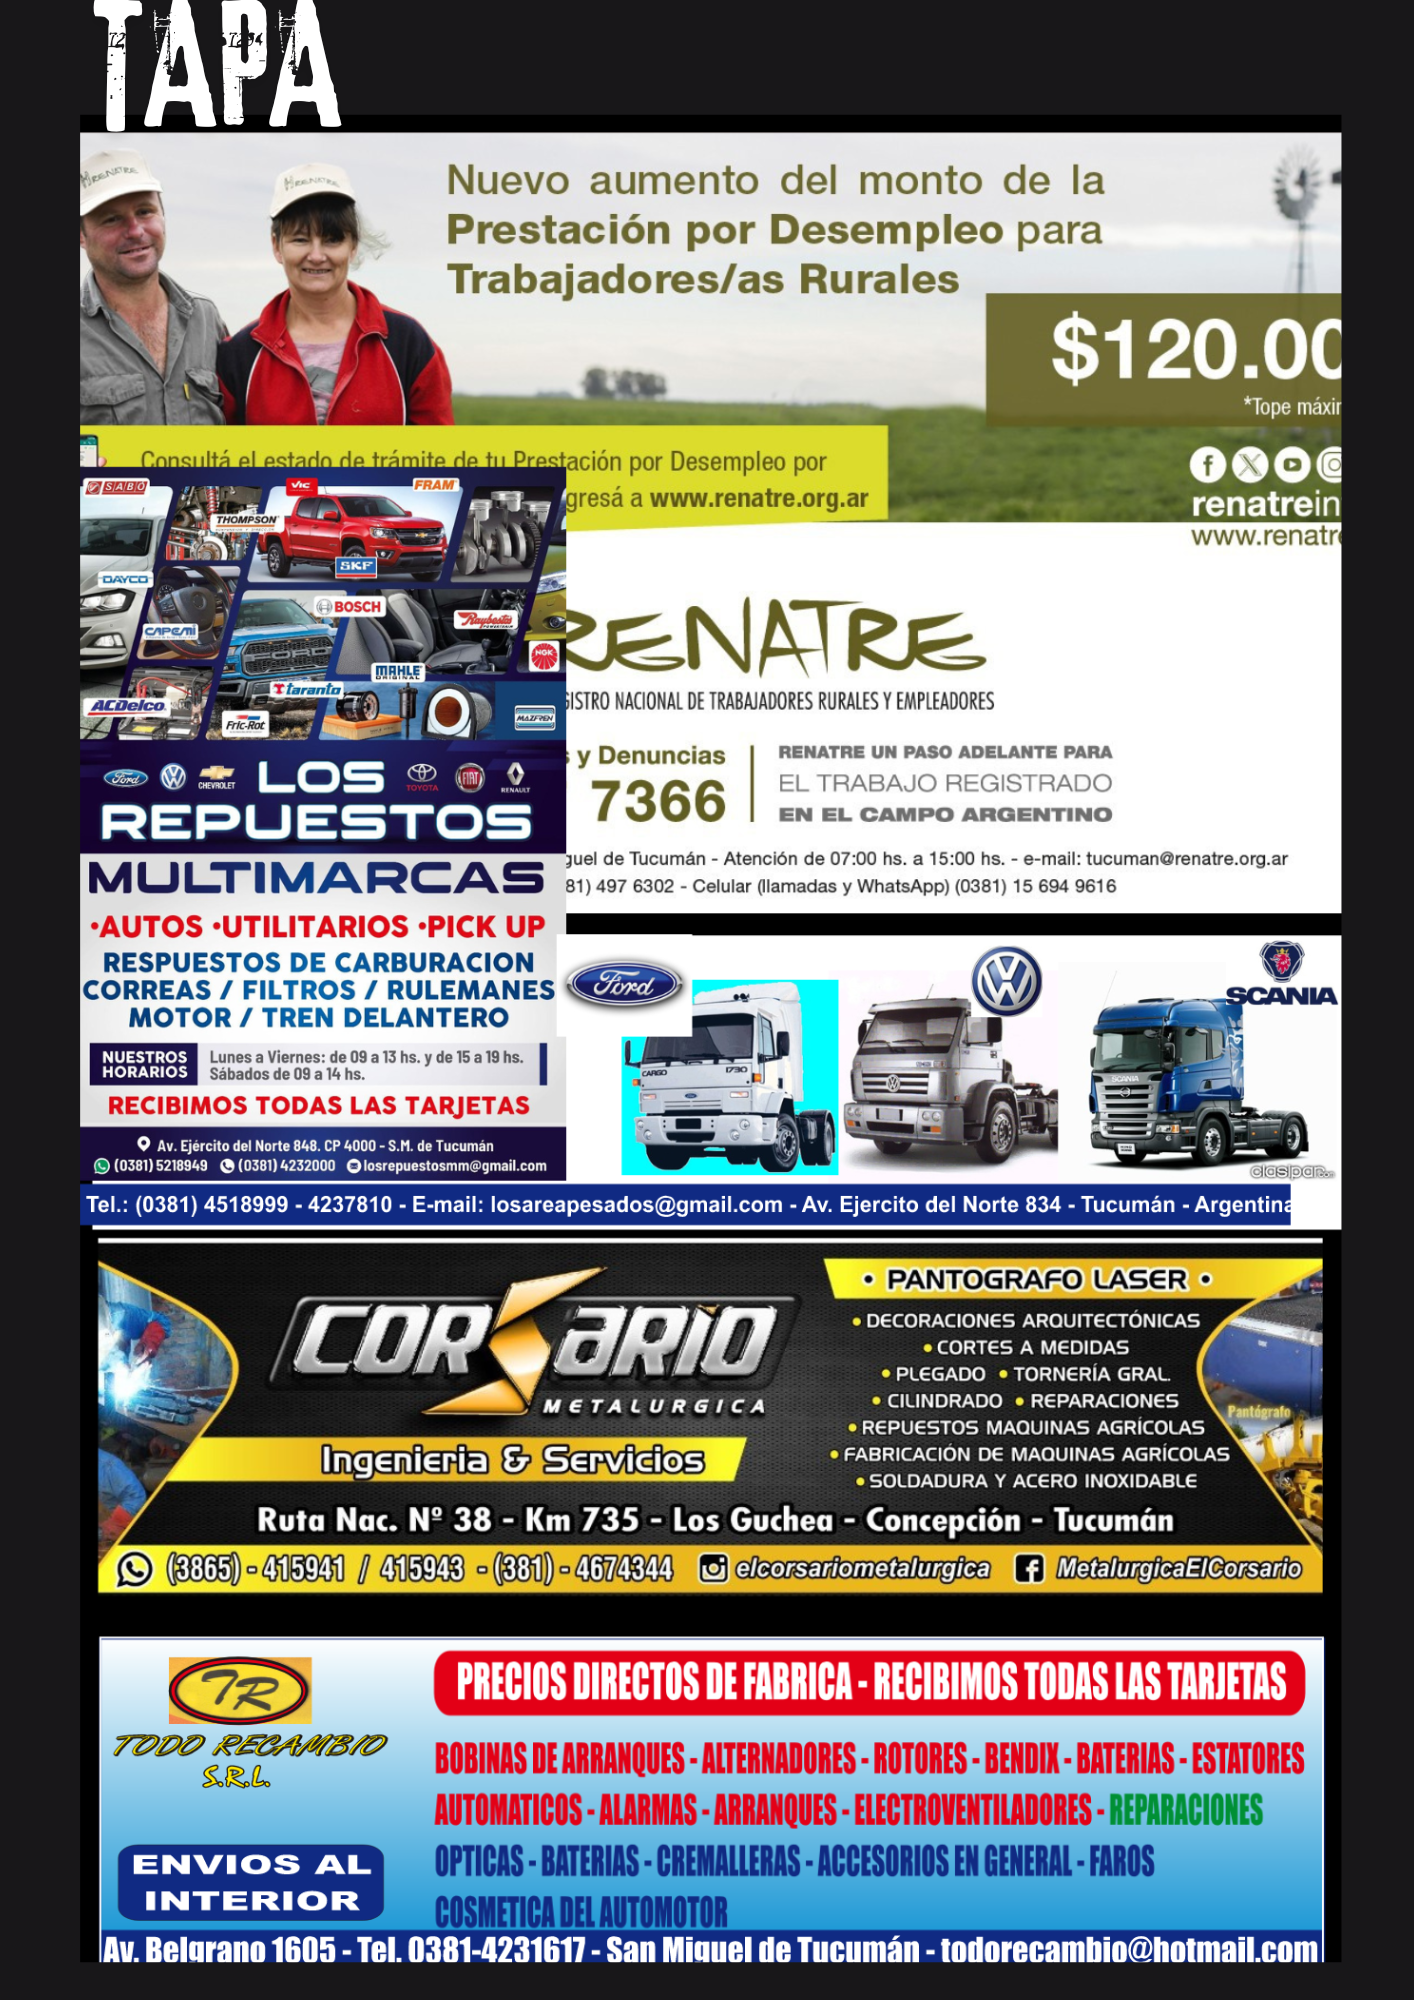 TAPA
RENATRE
RENATRE
Nuevo aumento del monto de la
Prestación por Desempleo para
Trabajadores/as Rurales
$120.00
*Tope máxi
Consultá el estado de trámite de tu Prestación por Desempleo por
gresá a www.renatre.org.ar
renatrein
www.renatre
SABO
VIC
FRAM
THOMPSON
SKF
DAYCO
BOSCH
CAPEMI
Raybestos
NGK
MAHLE
ORIGINAL
taranto
ACDelco
Fric-Rot
MAZFREN
Ford
CHEVROLET
LOS
TOYOTA
FIAT
RENAULT
REPUESTOS
MULTIMARCAS
•AUTOS •UTILITARIOS •PICK UP
RESPUESTOS DE CARBURACION
CORREAS / FILTROS / RULEMANES
MOTOR / TREN DELANTERO
NUESTROS
HORARIOS
Lunes a Viernes: de 09 a 13 hs. y de 15 a 19 hs.
Sábados de 09 a 14 hs.
RECIBIMOS TODAS LAS TARJETAS
Av. Ejército del Norte 848. CP 4000 - S.M. de Tucumán
(0381) 5218949 (0381) 4232000 losrepuestosmm@gmail.com
RENATRE
GISTRO NACIONAL DE TRABAJADORES RURALES Y EMPLEADORES
s y Denuncias
7366
RENATRE UN PASO ADELANTE PARA
EL TRABAJO REGISTRADO
EN EL CAMPO ARGENTINO
guel de Tucumán - Atención de 07:00 hs. a 15:00 hs. - e-mail: tucuman@renatre.org.ar
81) 497 6302 - Celular (llamadas y WhatsApp) (0381) 15 694 9616
Ford
CARGO 1730
SCANIA
SCANIA
clasipar
Tel.: (0381) 4518999 - 4237810 - E-mail: losareapesados@gmail.com - Av. Ejercito del Norte 834 - Tucumán - Argentina
CORSARIO
METALURGICA
Ingenieria & Servicios
• PANTOGRAFO LASER •
• DECORACIONES ARQUITECTÓNICAS
• CORTES A MEDIDAS
• PLEGADO • TORNERÍA GRAL.
• CILINDRADO • REPARACIONES
• REPUESTOS MAQUINAS AGRÍCOLAS
• FABRICACIÓN DE MAQUINAS AGRÍCOLAS
• SOLDADURA Y ACERO INOXIDABLE
Pantógrafo
Ruta Nac. Nº 38 - Km 735 - Los Guchea - Concepción - Tucumán
(3865) - 415941 / 415943 - (381) - 4674344 elcorsariometalurgica MetalurgicaElCorsario
TR
TODO RECAMBIO
S.R.L.
ENVIOS AL
INTERIOR
PRECIOS DIRECTOS DE FABRICA - RECIBIMOS TODAS LAS TARJETAS
BOBINAS DE ARRANQUES - ALTERNADORES - ROTORES - BENDIX - BATERIAS - ESTATORES
AUTOMATICOS - ALARMAS - ARRANQUES - ELECTROVENTILADORES - REPARACIONES
OPTICAS - BATERIAS - CREMALLERAS - ACCESORIOS EN GENERAL - FAROS
COSMETICA DEL AUTOMOTOR
Av. Belgrano 1605 - Tel. 0381-4231617 - San Miguel de Tucumán - todorecambio@hotmail.com